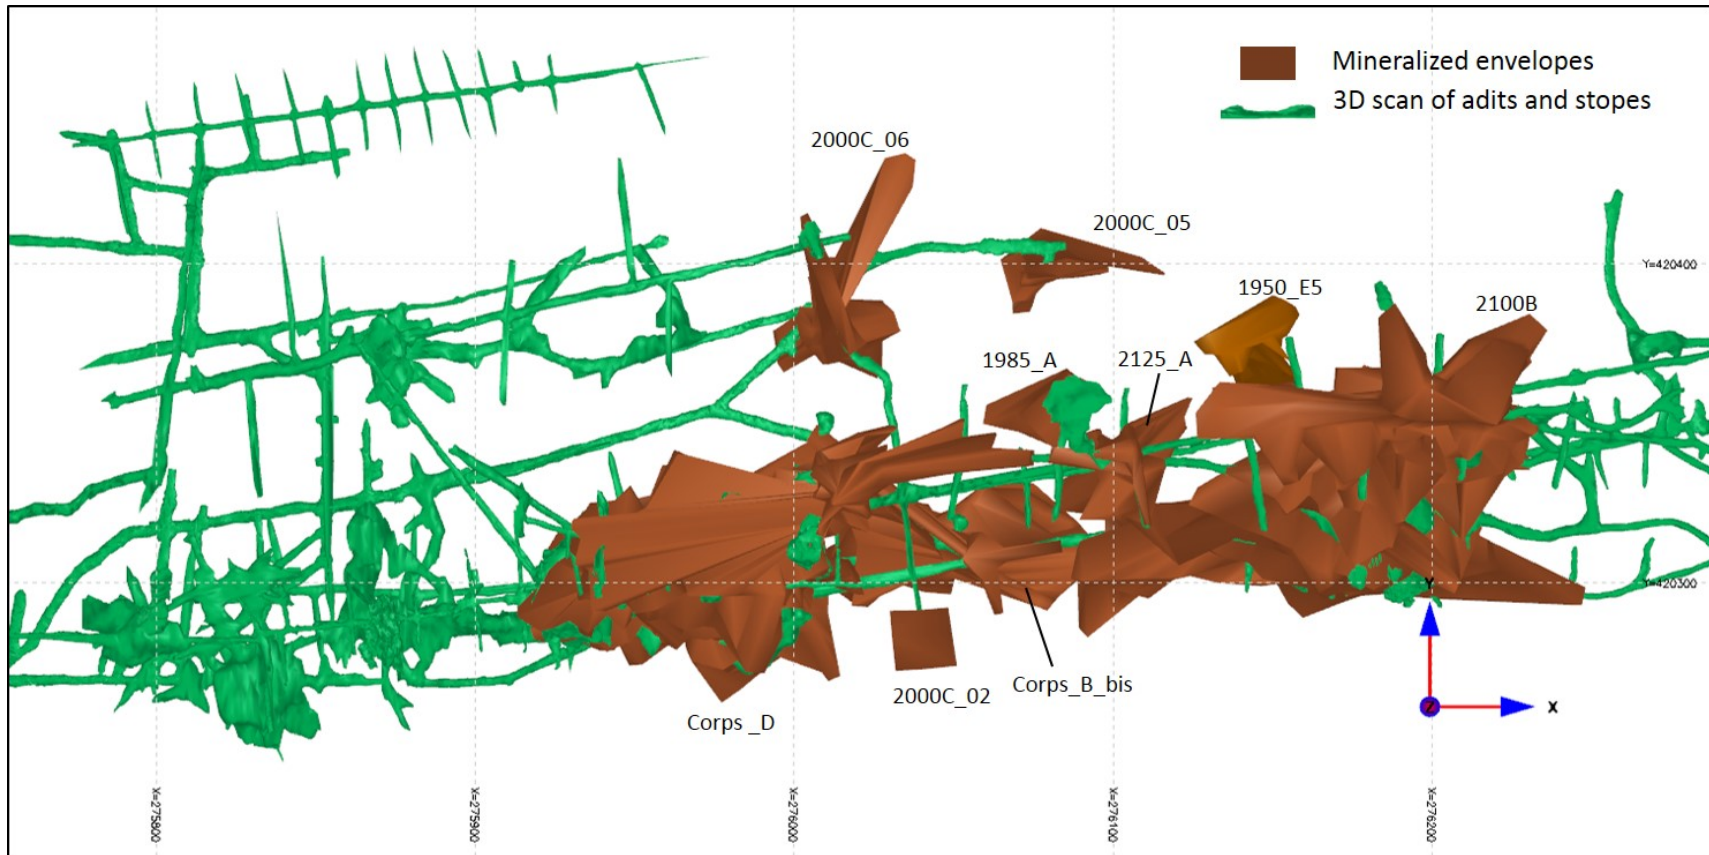 Mineralized envelopes
3D scan of adits and stopes
2000C_06
2000C_05
Y=420400
1950_E5
2100B
1985_A
2125_A
Y=420300
Y
2000C_02
Corps_B_bis
Corps _D
Z
X
X=275800
X=275900
X=276000
X=276100
X=276200